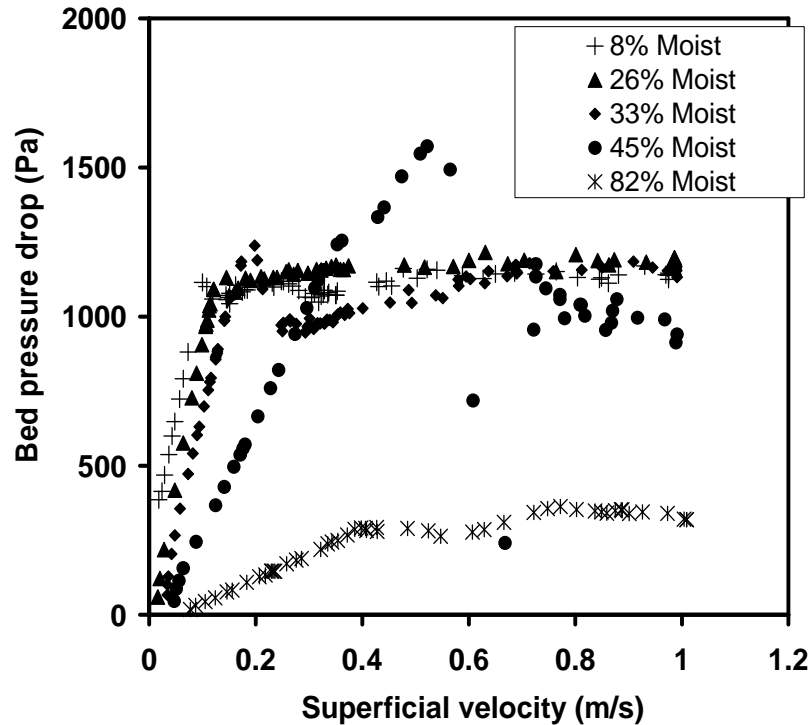 2000
1500
1000
500
0
Bed pressure drop (Pa)
8% Moist
26% Moist
33% Moist
45% Moist
82% Moist
0 0.2 0.4 0.6 0.8 1 1.2
Superficial velocity (m/s)